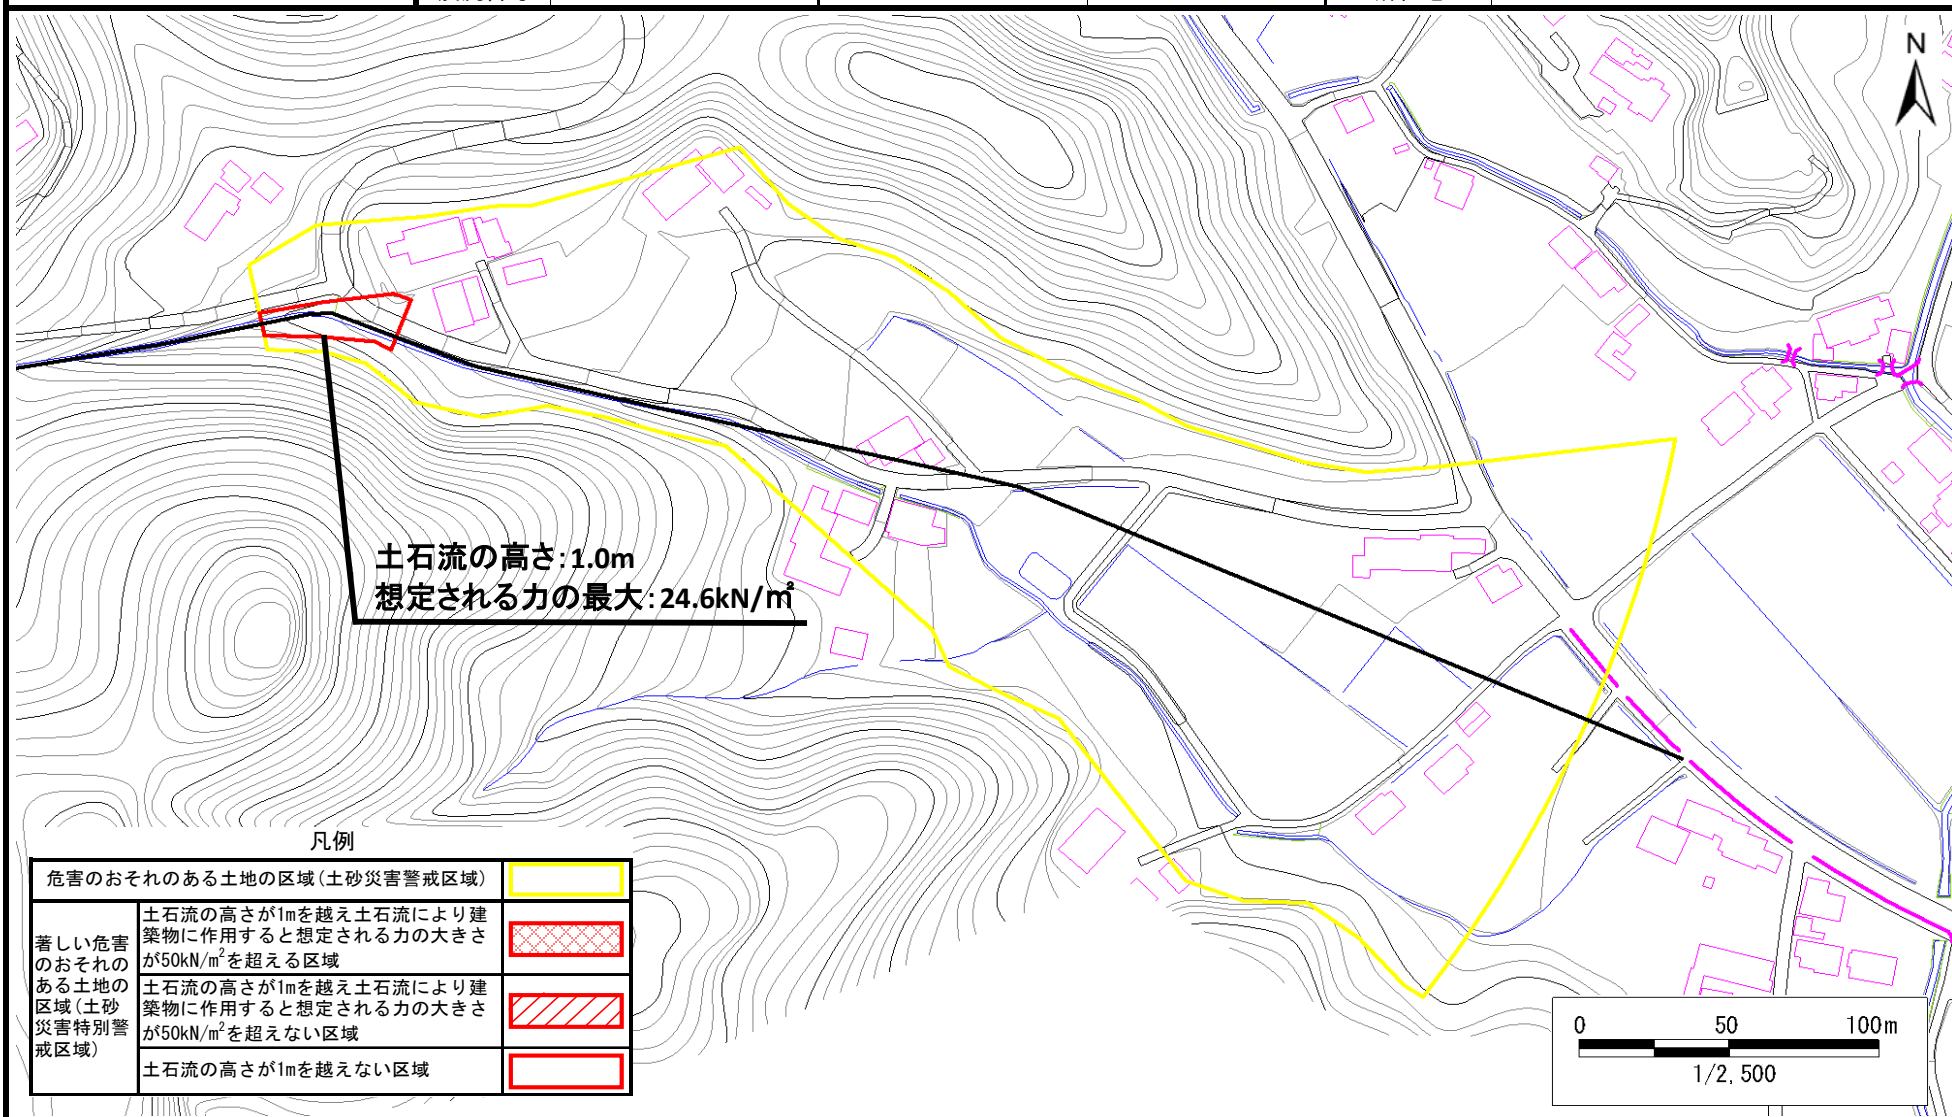 N
土石流の高さ:1.0m
想定される力の最大:24.6kN/㎡
凡例
危害のおそれのある土地の区域(土砂災害警戒区域)
著しい危害
のおそれの
ある土地の
区域(土砂
災害特別警
戒区域)
土石流の高さが1mを越え土石流により建
築物に作用すると想定される力の大きさ
が50kN/m²を超える区域
土石流の高さが1mを越え土石流により建
築物に作用すると想定される力の大きさ
が50kN/m²を超えない区域
土石流の高さが1mを越えない区域
0 50 100m
1/2,500